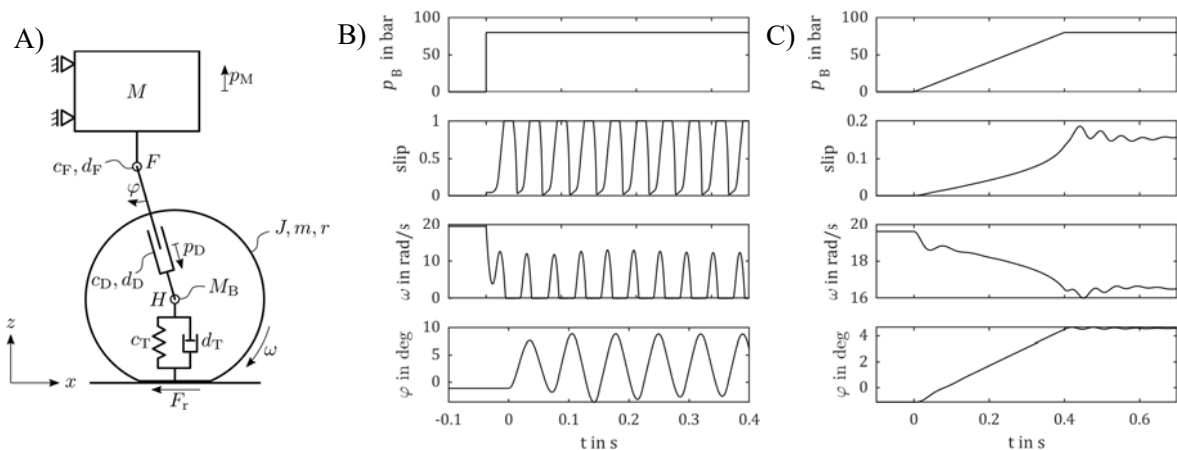 A)
M
p_M
c_F, d_F
F
φ
J, m, r
p_D
c_D, d_D
H
M_B
c_T
d_T
ω
z
x
F_r
B)
p_B in bar
100
50
0
slip
1
0.5
0
ω in rad/s
20
10
0
φ in deg
10
0
-0.1
0
0.1
0.2
0.3
0.4
t in s
C)
p_B in bar
100
50
0
slip
0.2
0.1
0
ω in rad/s
20
18
16
φ in deg
4
2
0
0
0.2
0.4
0.6
t in s